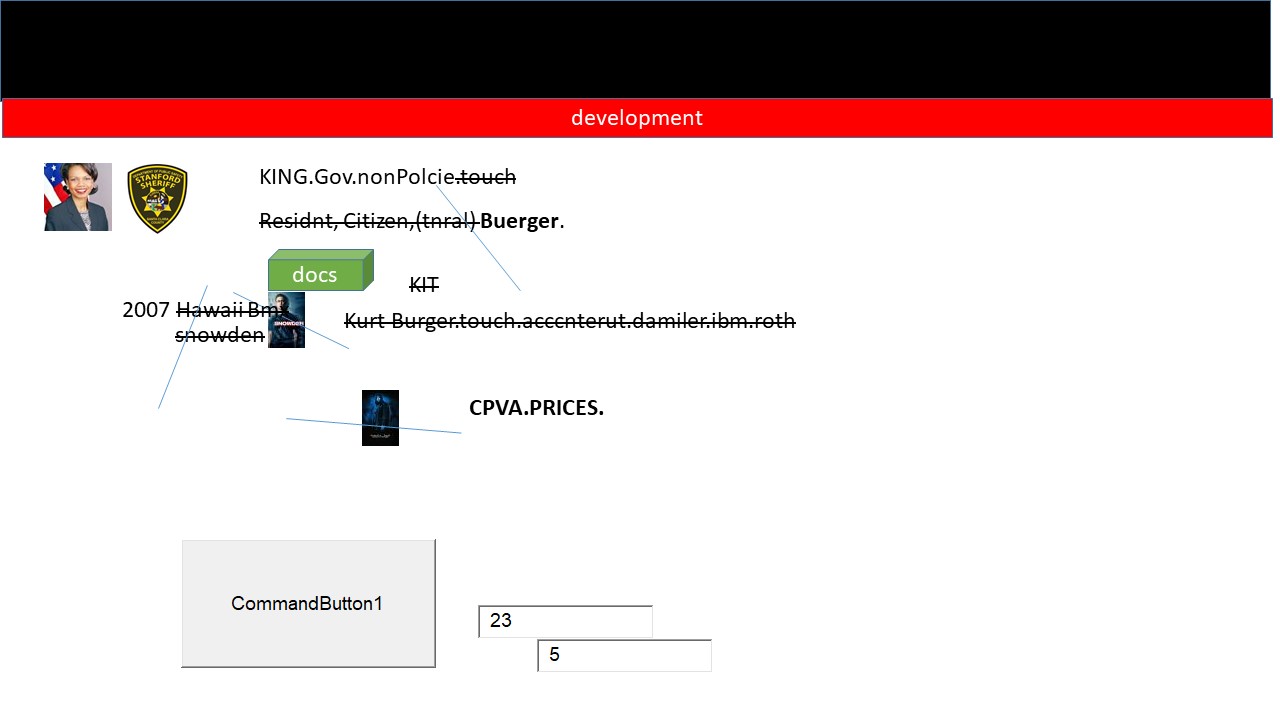 development
STANFORD
SHERIFF
KING.Gov.nonPolcie.touch
Residnt, Citizen,(tnral) Buerger.
docs
KIT
2007 Hawaii Bm
snowden
SNOWDEN
Kurt Burger.touch.acccnterut.damiler.ibm.roth
CPVA.PRICES.
CommandButton1
23
5